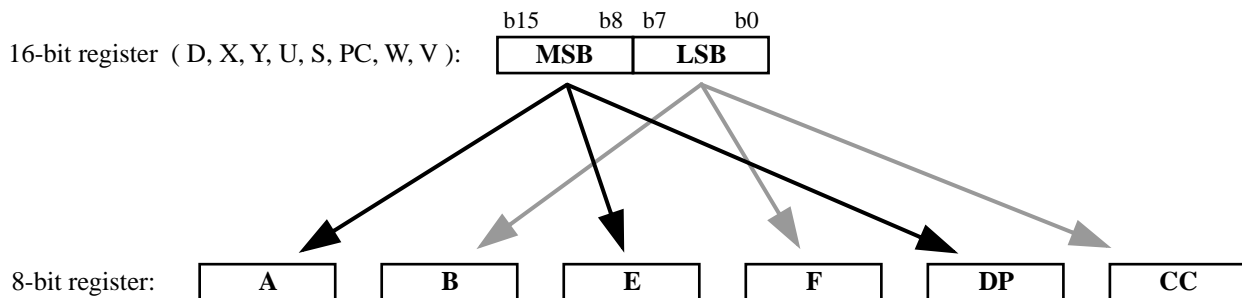 b15 b8 b7 b0
16-bit register ( D, X, Y, U, S, PC, W, V ): MSB LSB
8-bit register: A B E F DP CC